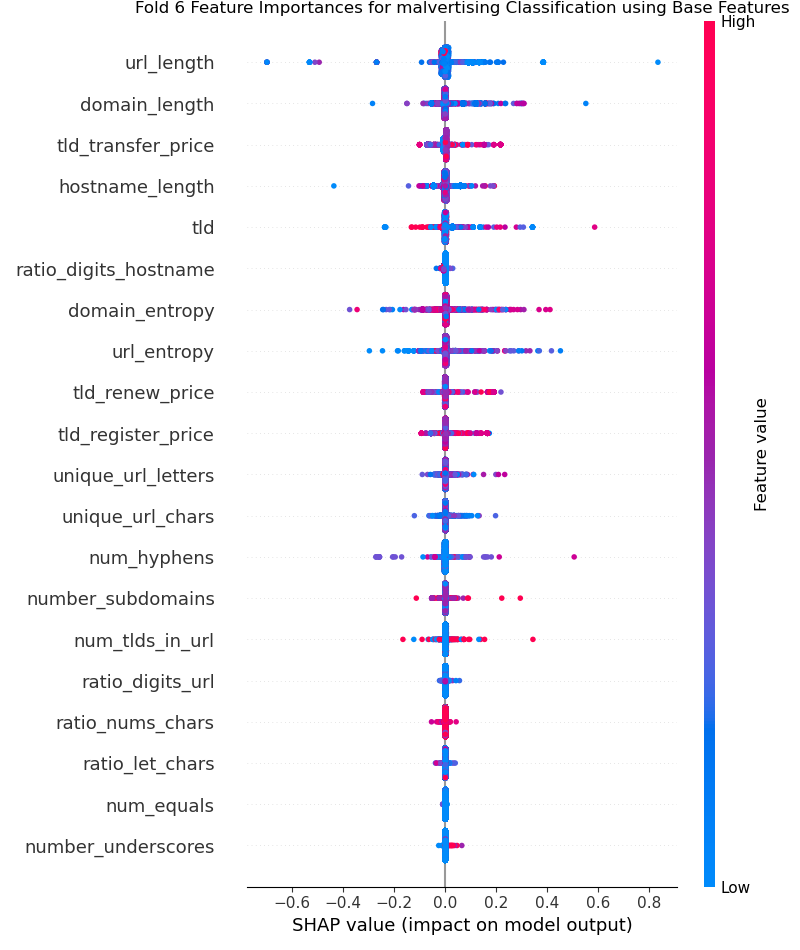 Fold 6 Feature Importances for malvertising Classification using Base Features
High
url_length
domain_length
tld_transfer_price
hostname_length
tld
ratio_digits_hostname
domain_entropy
url_entropy
tld_renew_price
tld_register_price
unique_url_letters
unique_url_chars
num_hyphens
number_subdomains
num_tlds_in_url
ratio_digits_url
ratio_nums_chars
ratio_let_chars
num_equals
number_underscores
Feature value
Low
−0.6 −0.4 −0.2 0.0 0.2 0.4 0.6 0.8
SHAP value (impact on model output)